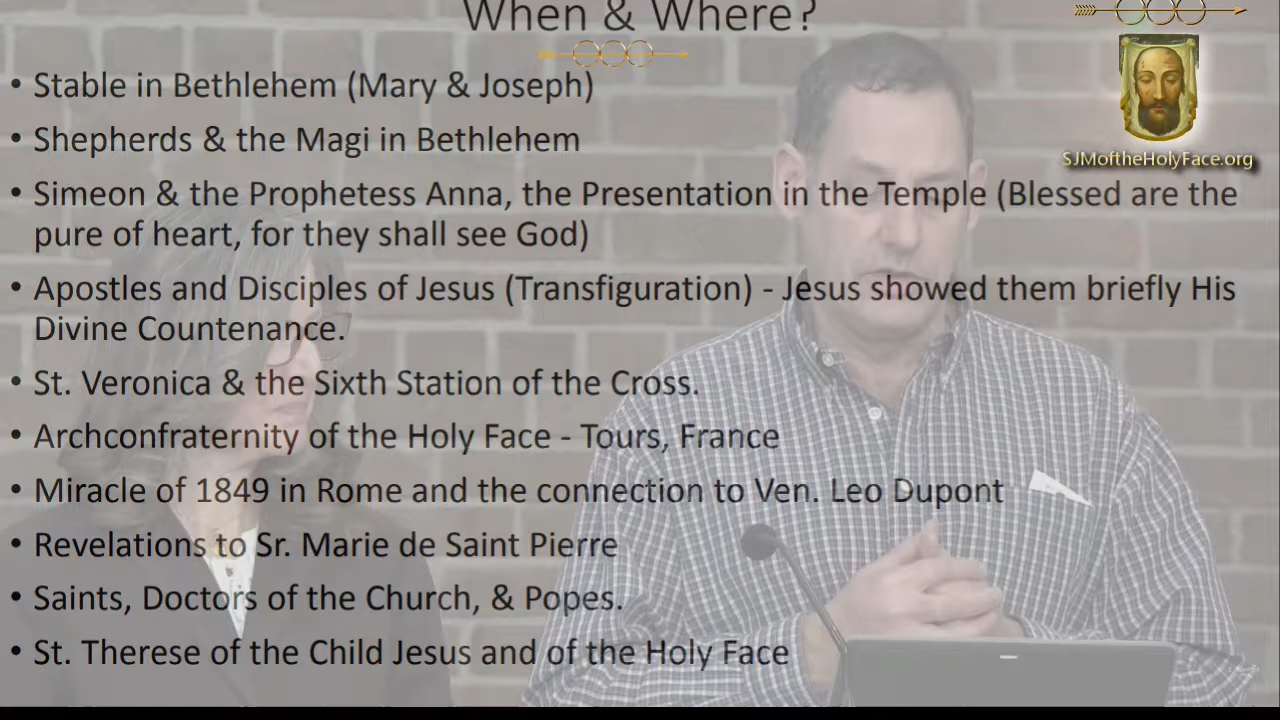 When & Where?
SJMoftheHolyFace.org
• Stable in Bethlehem (Mary & Joseph)
• Shepherds & the Magi in Bethlehem
• Simeon & the Prophetess Anna, the Presentation in the Temple (Blessed are the
pure of heart, for they shall see God)
• Apostles and Disciples of Jesus (Transfiguration) - Jesus showed them briefly His
Divine Countenance.
• St. Veronica & the Sixth Station of the Cross.
• Archconfraternity of the Holy Face - Tours, France
• Miracle of 1849 in Rome and the connection to Ven. Leo Dupont
• Revelations to Sr. Marie de Saint Pierre
• Saints, Doctors of the Church, & Popes.
• St. Therese of the Child Jesus and of the Holy Face